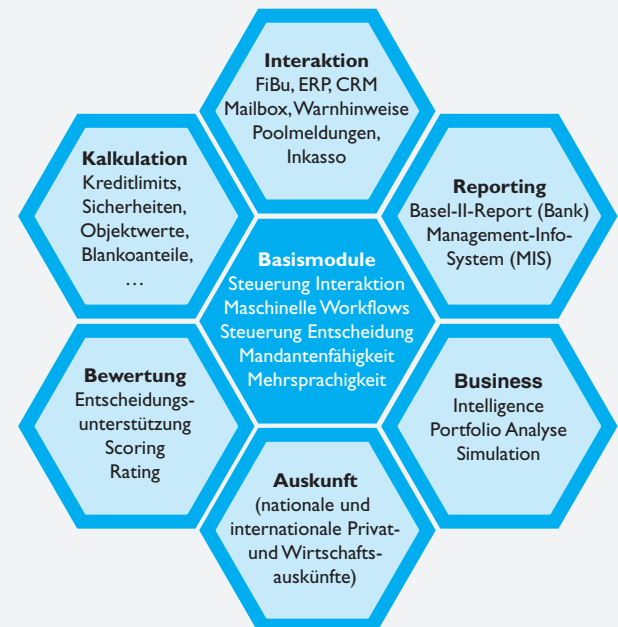 Interaktion
FiBu, ERP, CRM
Mailbox, Warnhinweise
Poolmeldungen,
Inkasso
Kalkulation
Kreditlimits,
Sicherheiten,
Objektwerte,
Blankoanteile,
…
Reporting
Basel-II-Report (Bank)
Management-Info-
System (MIS)
Basismodule
Steuerung Interaktion
Maschinelle Workflows
Steuerung Entscheidung
Mandantenfähigkeit
Mehrsprachigkeit
Bewertung
Entscheidungs-
unterstützung
Scoring
Rating
Business
Intelligence
Portfolio Analyse
Simulation
Auskunft
(nationale und
internationale Privat-
und Wirtschafts-
auskünfte)